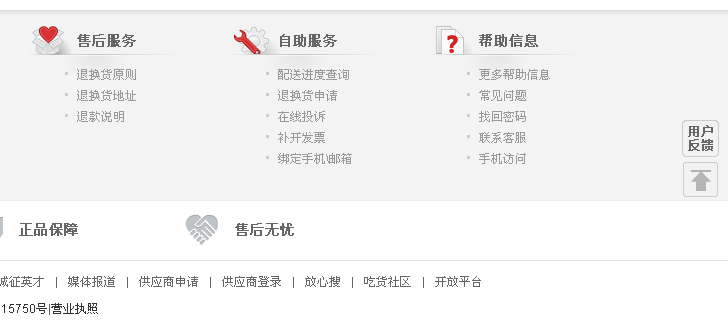 售后服务
退换货原则
退换货地址
退款说明
自助服务
配送进度查询
退换货申请
在线投诉
补开发票
绑定手机\邮箱
帮助信息
更多帮助信息
常见问题
找回密码
联系客服
手机访问
用户
反馈
正品保障 售后无忧
诚征英才 | 媒体报道 | 供应商申请 | 供应商登录 | 放心搜 | 吃货社区 | 开放平台
15750号|营业执照